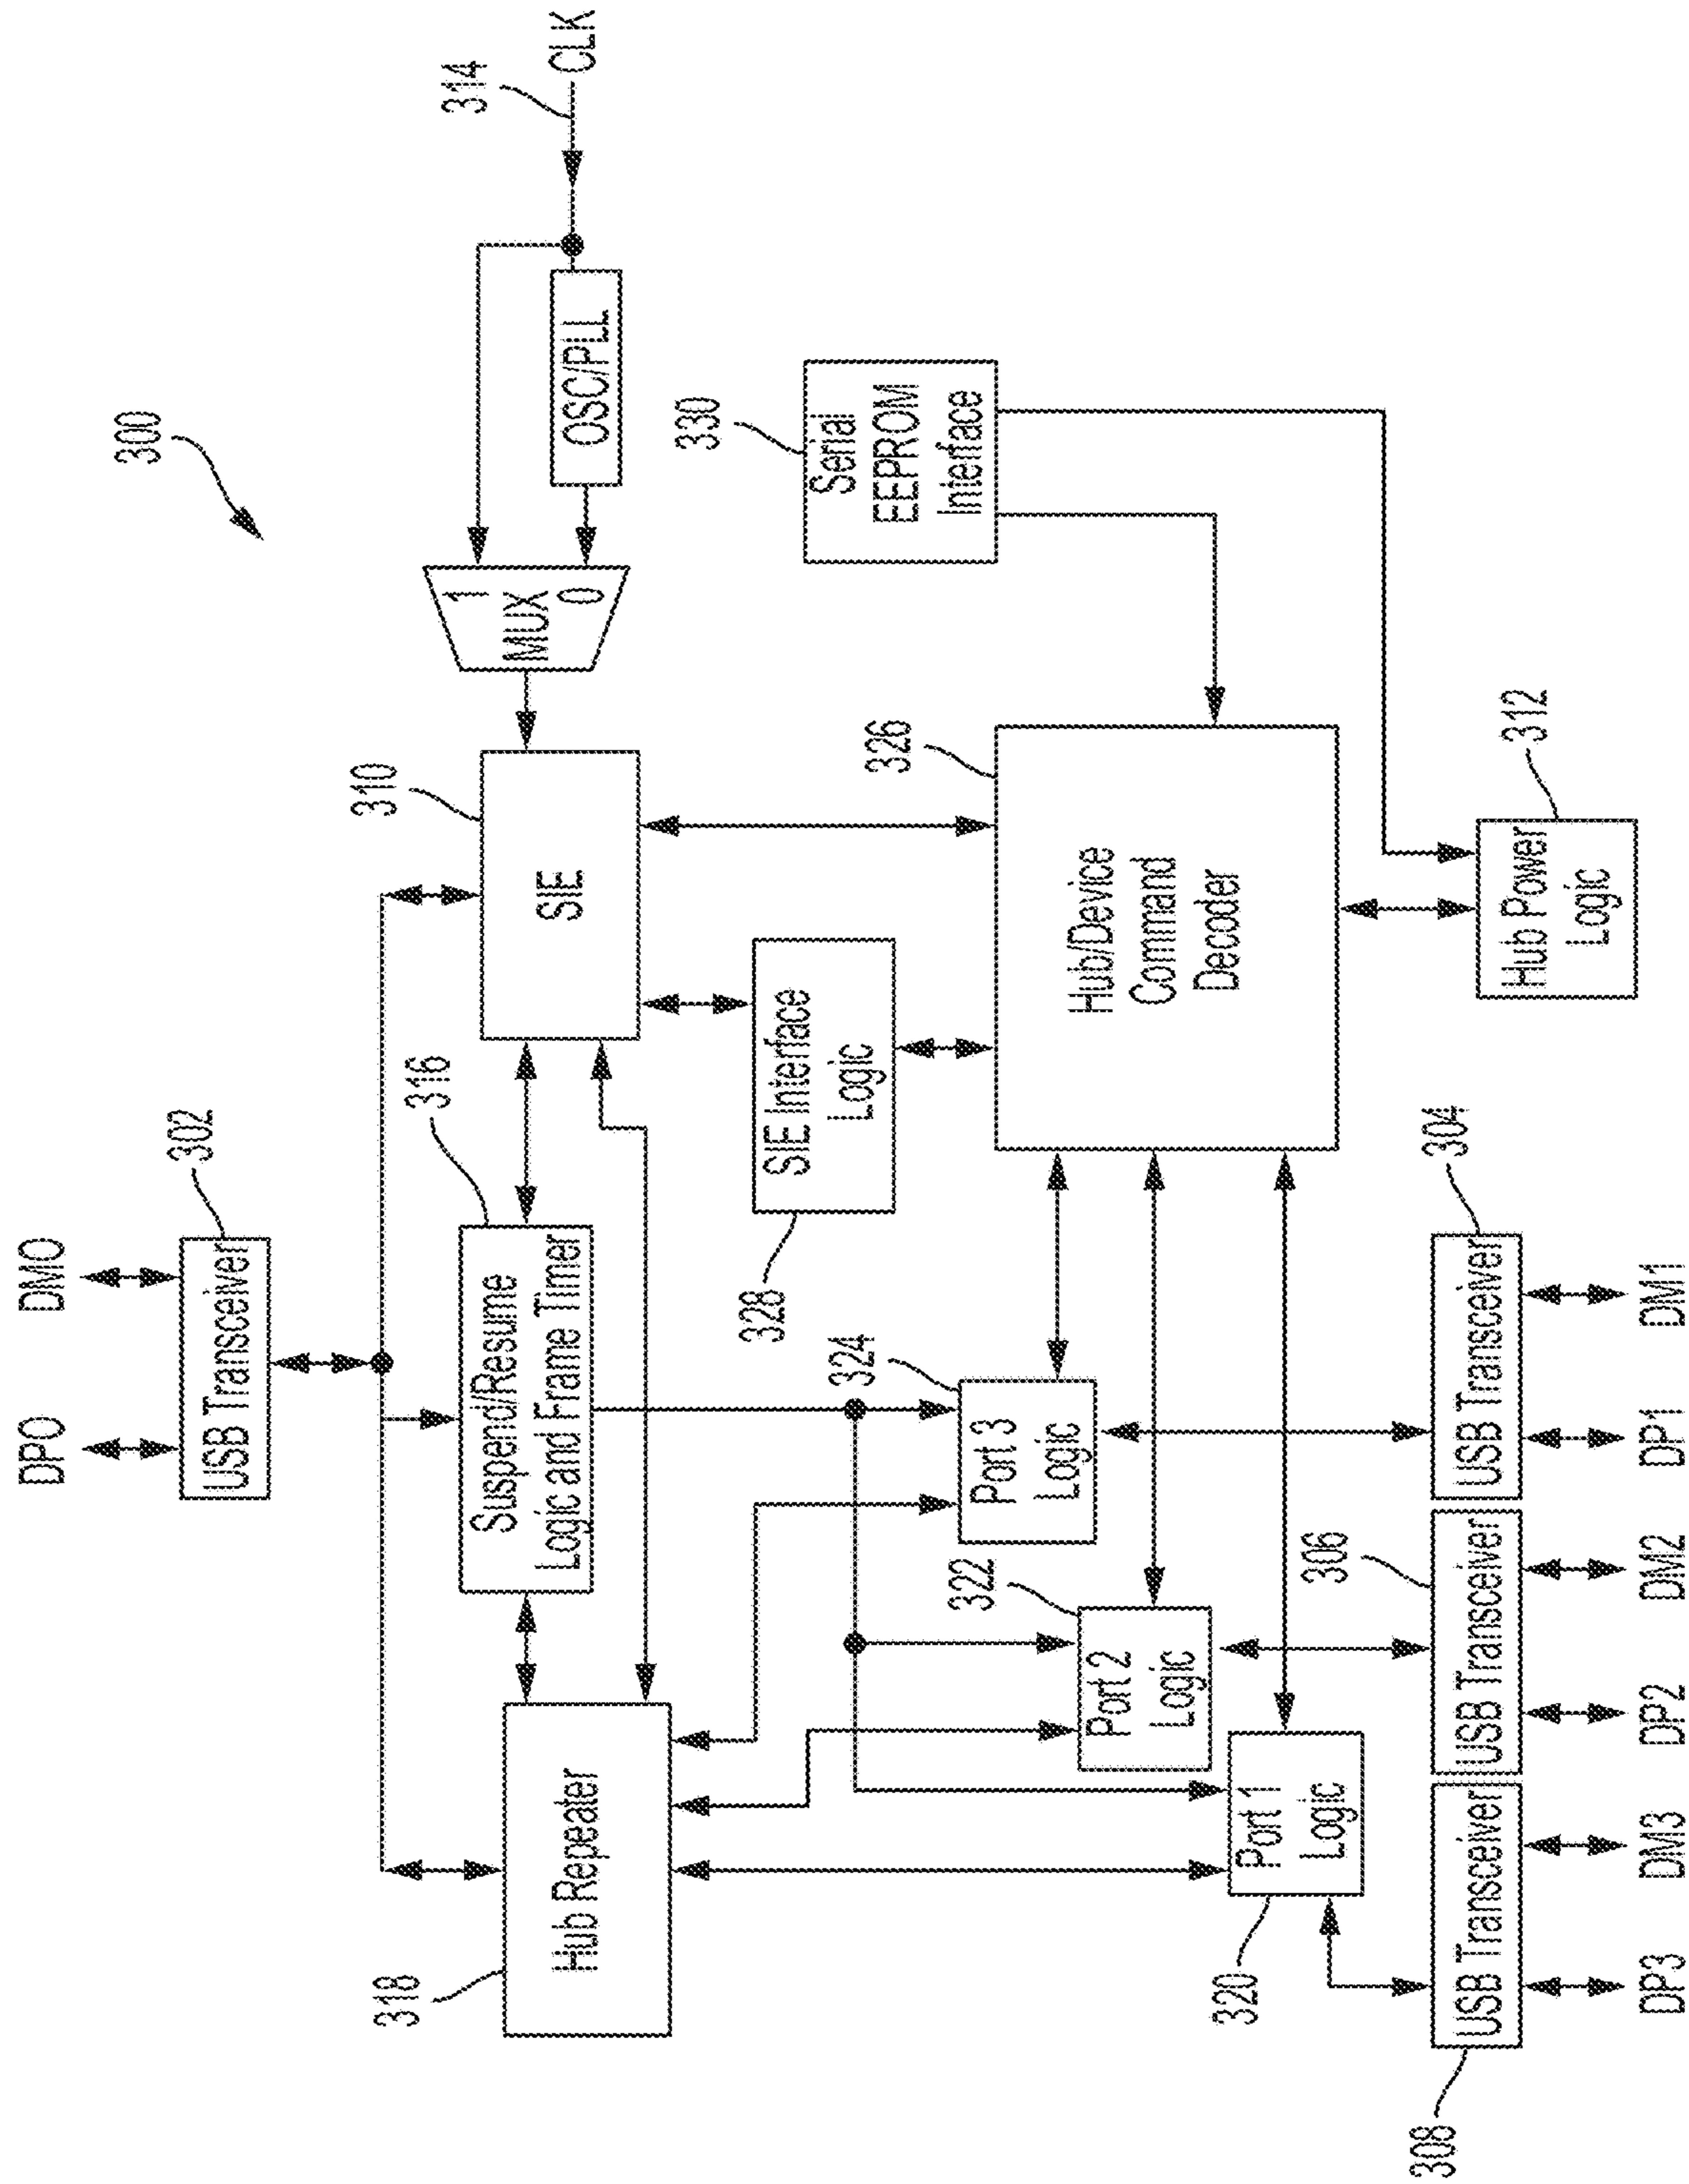 300
DPO
DMO
302
USB Transceiver
318
Hub Repeater
316
Suspend/Resume
Logic and Frame Timer
310
SIE
1
MUX
0
OSC/PLL
314
CLK
328
SIE Interface
Logic
330
Serial
EEPROM
Interface
324
Port 3
Logic
322
Port 2
Logic
320
Port 1
Logic
326
Hub/Device
Command
Decoder
312
Hub Power
Logic
308
USB Transceiver
306
USB Transceiver
304
USB Transceiver
DP3
DM3
DP2
DM2
DP1
DM1